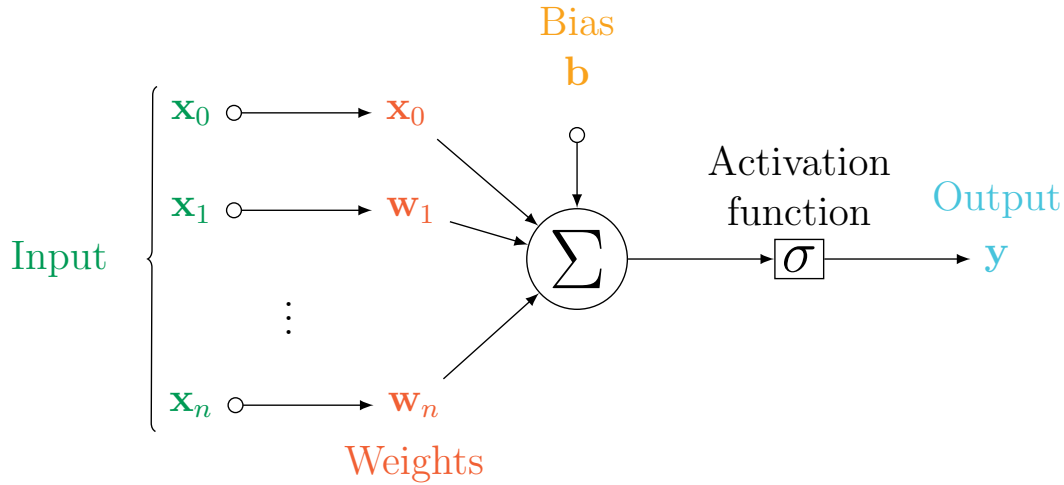 Bias
b
x₀ x₀
Activation
function
x₁ w₁
Output
Input
Σ
σ
y
⋮
xₙ wₙ
Weights